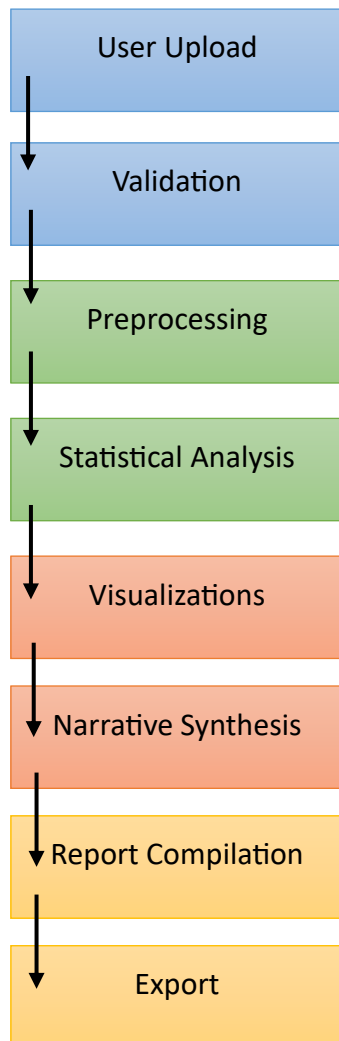 User Upload
Validation
Preprocessing
Statistical Analysis
Visualizations
Narrative Synthesis
Report Compilation
Export